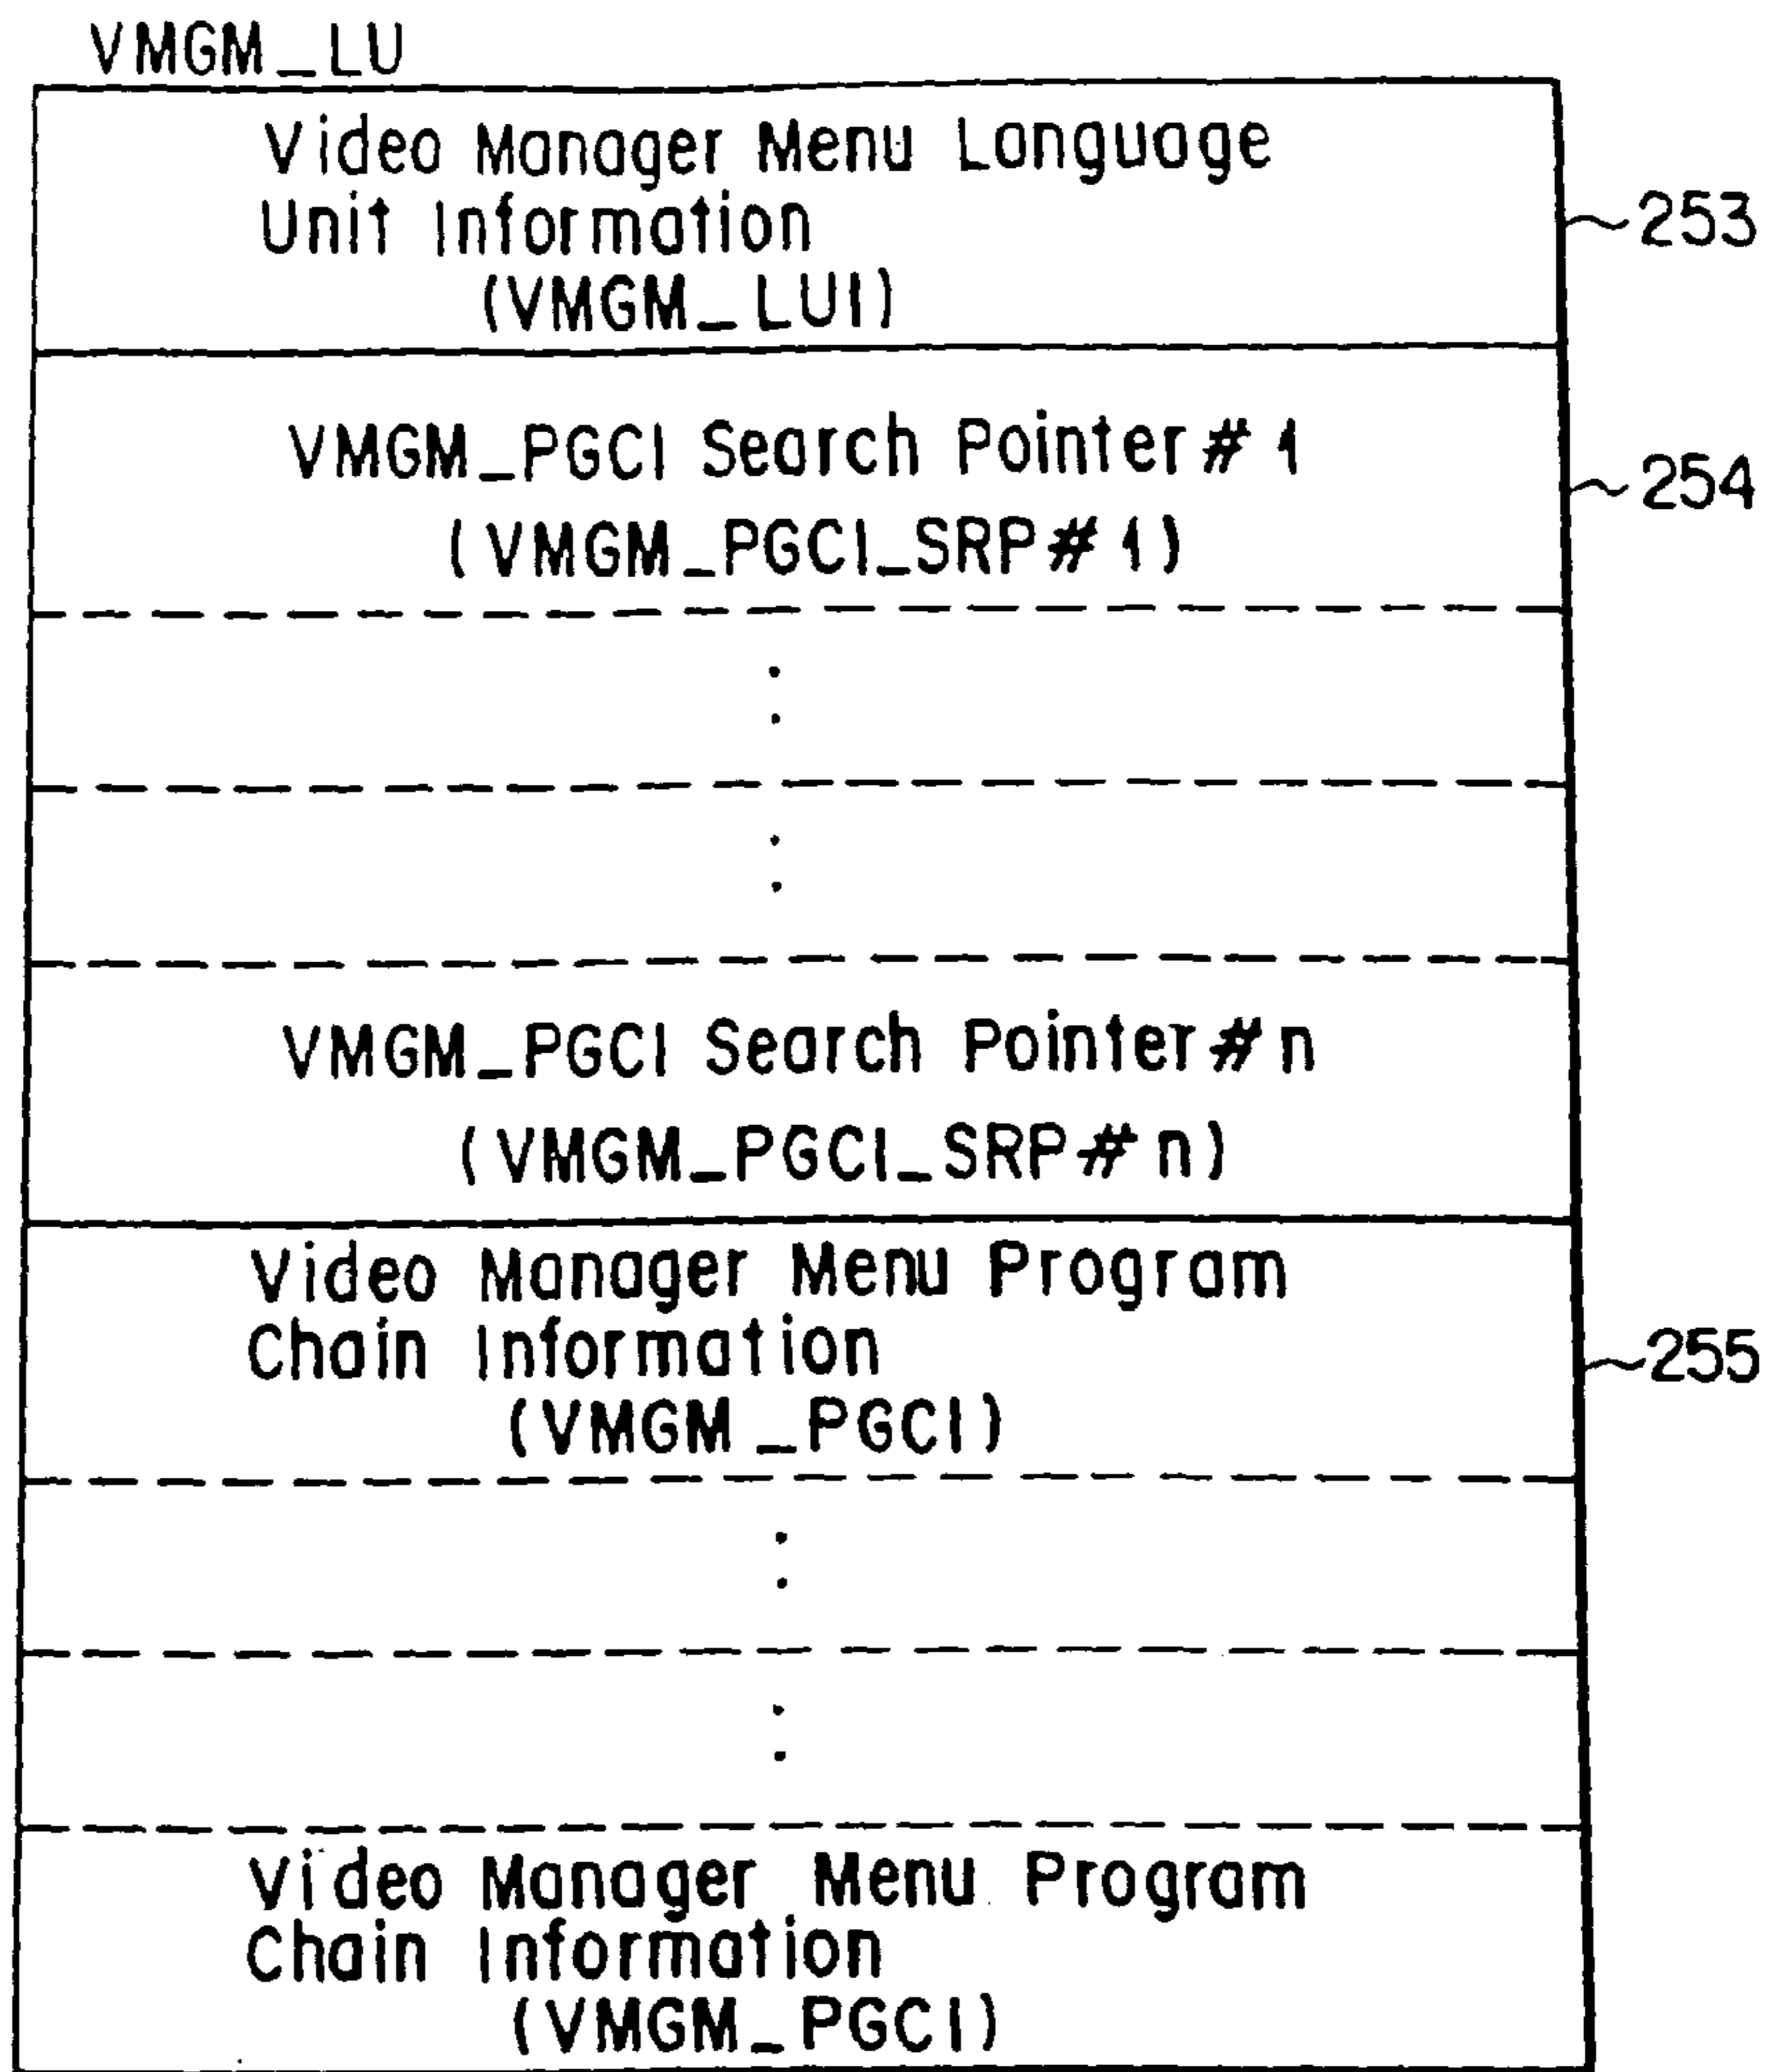 VMGM_LU
Video Manager Menu Language
Unit Information
(VMGM_LUI)
253
VMGM_PGCI Search Pointer#1
(VMGM_PGCI_SRP#1)
254
VMGM_PGCI Search Pointer#n
(VMGM_PGCI_SRP#n)
Video Manager Menu Program
Chain Information
(VMGM_PGCI)
255
Video Manager Menu Program
Chain Information
(VMGM_PGCI)